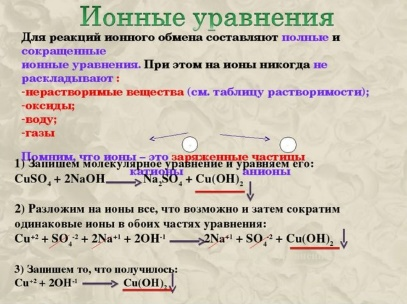 Ионные уравнения
Для реакций ионного обмена составляют полные и
сокращенные
ионные уравнения. При этом на ионы никогда не
раскладывают :
-нерастворимые вещества (см. таблицу растворимости);
-оксиды;
-воду;
-газы
Помним, что ионы – это заряженные частицы
катионы анионы
1) Запишем молекулярное уравнение и уравняем его:
CuSO4 + 2NaOH Na2SO4 + Cu(OH)2
2) Разложим на ионы все, что возможно и затем сократим
одинаковые ионы в обоих частях уравнения:
Cu+2 + SO4-2 + 2Na+1 + 2OH-1 2Na+1 + SO4-2 + Cu(OH)2
3) Запишем то, что получилось:
Cu+2 + 2OH-1 Cu(OH)2